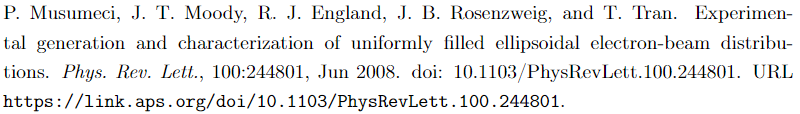 P. Musumeci, J. T. Moody, R. J. England, J. B. Rosenzweig, and T. Tran. Experimen-
tal generation and characterization of uniformly filled ellipsoidal electron-beam distribu-
tions. Phys. Rev. Lett., 100:244801, Jun 2008. doi: 10.1103/PhysRevLett.100.244801. URL
https://link.aps.org/doi/10.1103/PhysRevLett.100.244801.